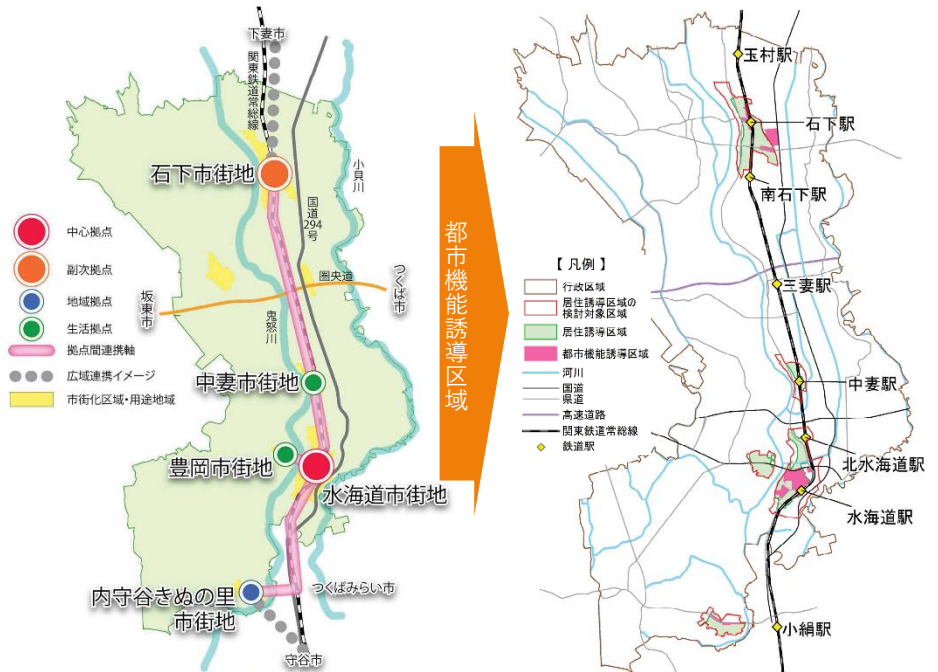 下妻市
関東鉄道常総線
石下市街地
小貝川
国道
294号
中心拠点
副次拠点
地域拠点
生活拠点
拠点間連携軸
広域連携イメージ
市街化区域・用途地域
圏央道
つくば市
坂東市
鬼怒川
中妻市街地
豊岡市街地
水海道市街地
つくばみらい市
内守谷きぬの里
市街地
守谷市
都市機能誘導区域
玉村駅
石下駅
南石下駅
三妻駅
中妻駅
北水海道駅
水海道駅
小絹駅
【 凡例 】
行政区域
居住誘導区域の
検討対象区域
居住誘導区域
都市機能誘導区域
河川
国道
県道
高速道路
関東鉄道常総線
鉄道駅